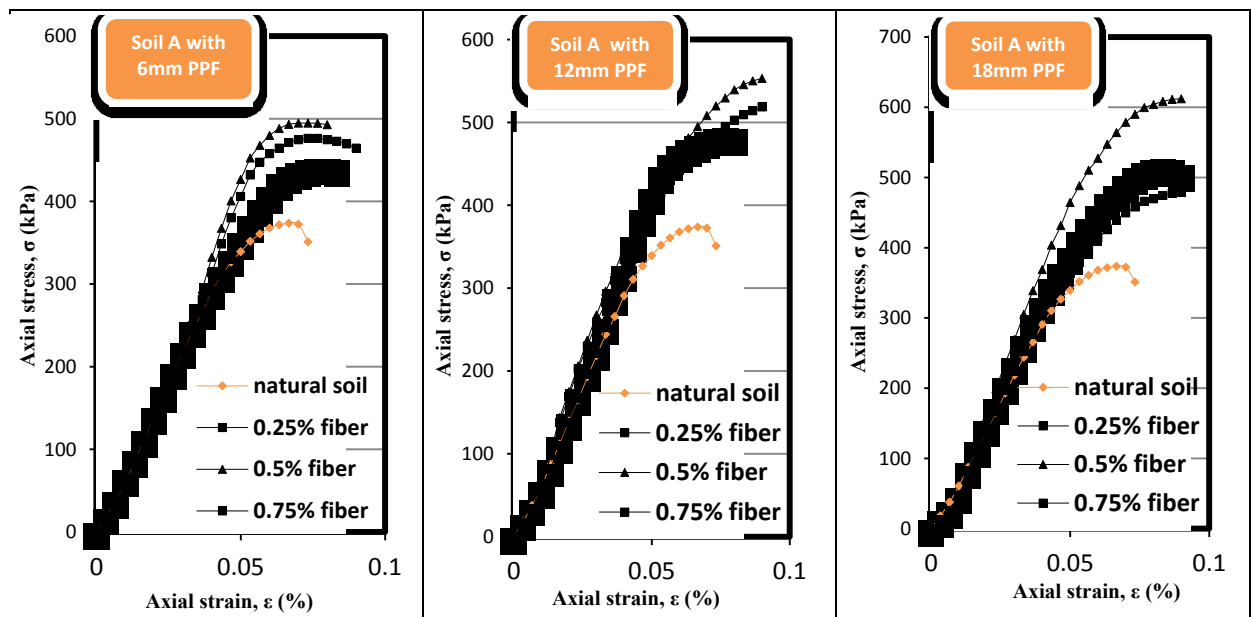 Soil A with
6mm PPF
600
500
400
300
200
100
0
0
0.05
0.1
Axial stress, σ (kPa)
Axial strain, ε (%)
natural soil
0.25% fiber
0.5% fiber
0.75% fiber
Soil A with
12mm PPF
600
500
400
300
200
100
0
0
0.05
0.1
Axial stress, σ (kPa)
Axial strain, ε (%)
natural soil
0.25% fiber
0.5% fiber
0.75% fiber
Soil A with
18mm PPF
700
600
500
400
300
200
100
0
0
0.05
0.1
Axial stress, σ (kPa)
Axial strain, ε (%)
natural soil
0.25% fiber
0.5% fiber
0.75% fiber